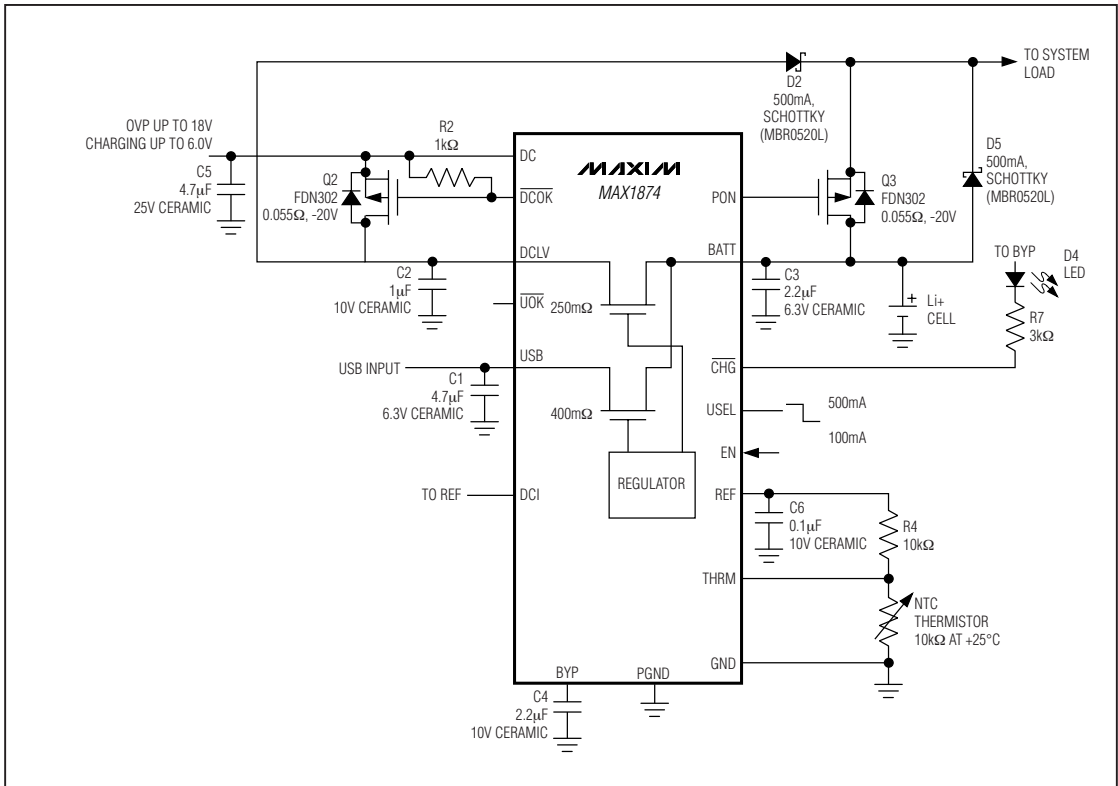 TO SYSTEM
LOAD
D2
500mA,
SCHOTTKY
(MBR0520L)
OVP UP TO 18V
CHARGING UP TO 6.0V
R2
1kΩ
C5
4.7μF
25V CERAMIC
Q2
FDN302
0.055Ω, -20V
DC
DCOK
MAXIM
MAX1874
PON
Q3
FDN302
0.055Ω, -20V
D5
500mA,
SCHOTTKY
(MBR0520L)
DCLV
BATT
C2
1μF
10V CERAMIC
UOK
250mΩ
C3
2.2μF
6.3V CERAMIC
+
Li+
CELL
TO BYP
D4
LED
R7
3kΩ
USB INPUT
USB
C1
4.7μF
6.3V CERAMIC
400mΩ
REGULATOR
CHG
USEL
500mA
100mA
EN
TO REF
DCI
REF
C6
0.1μF
10V CERAMIC
R4
10kΩ
THRM
NTC
THERMISTOR
10kΩ AT +25°C
GND
BYP
PGND
C4
2.2μF
10V CERAMIC